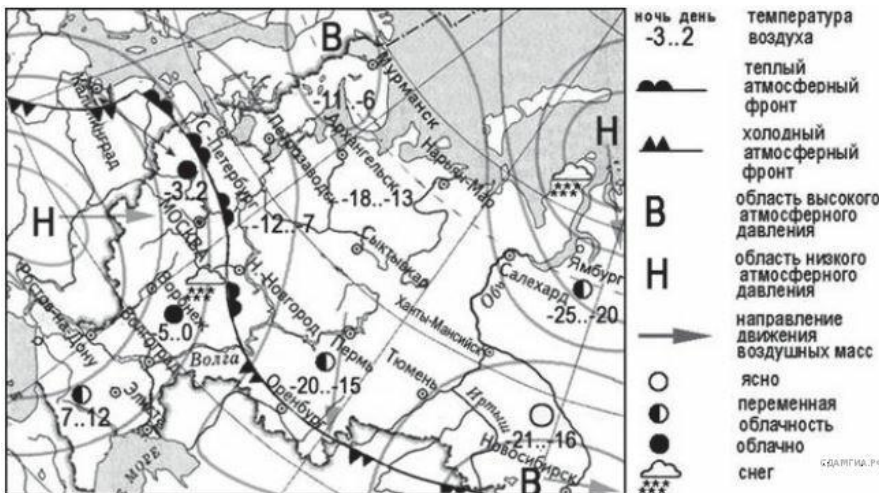 В
Мурманск
-11..-6
Калининград
С.Петербург
Петрозаводск
Архангельск
Нарьян-Мар
Н
-3..2
-18..-13
Н
МОСКВА
-12..-7
Сыктывкар
Салехард
Ямбург
Обь
-25..-20
Воронеж
Н. Новгород
Ханты-Мансийск
Ростов-на-Дону
5..0
Волгоград
Волга
Пермь
Тюмень
-20..-15
Оренбург
Иртыш
7..12
Элиста
-21..-16
Новосибирск
МОРЕ
В
ночь день
-3..2
температура
воздуха
теплый
атмосферный
фронт
холодный
атмосферный
фронт
В
область высокого
атмосферного
давления
Н
область низкого
атмосферного
давления
направление
движения
воздушных масс
ясно
переменная
облачность
облачно
снег
СДАМГИА.РФ